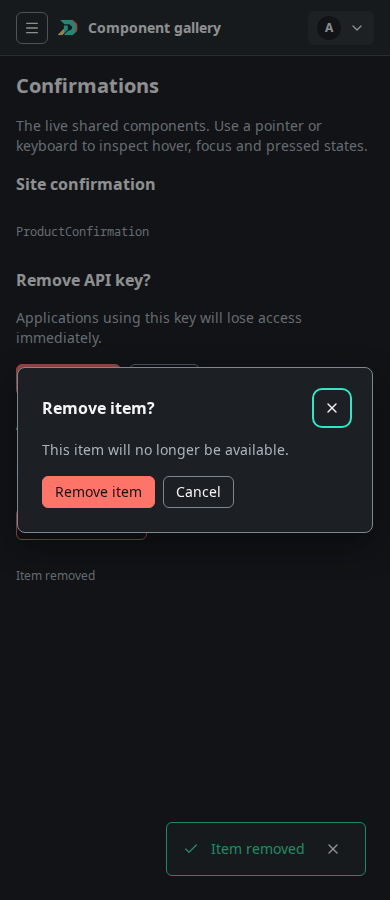 Component gallery
A
Confirmations
The live shared components. Use a pointer or
keyboard to inspect hover, focus and pressed states.
Site confirmation
ProductConfirmation
Remove API key?
Applications using this key will lose access
immediately.
Remove item?
This item will no longer be available.
Remove item
Cancel
Item removed
Item removed